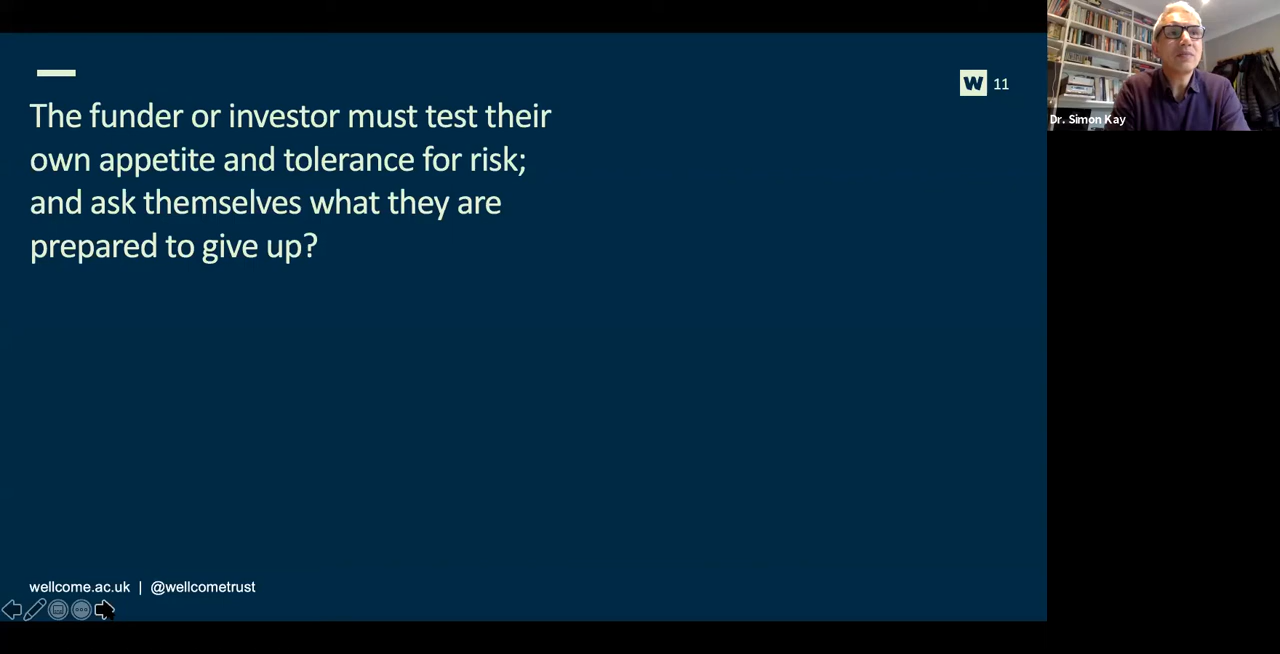 The funder or investor must test their
own appetite and tolerance for risk;
and ask themselves what they are
prepared to give up?
W 11
Dr. Simon Kay
wellcome.ac.uk | @wellcometrust